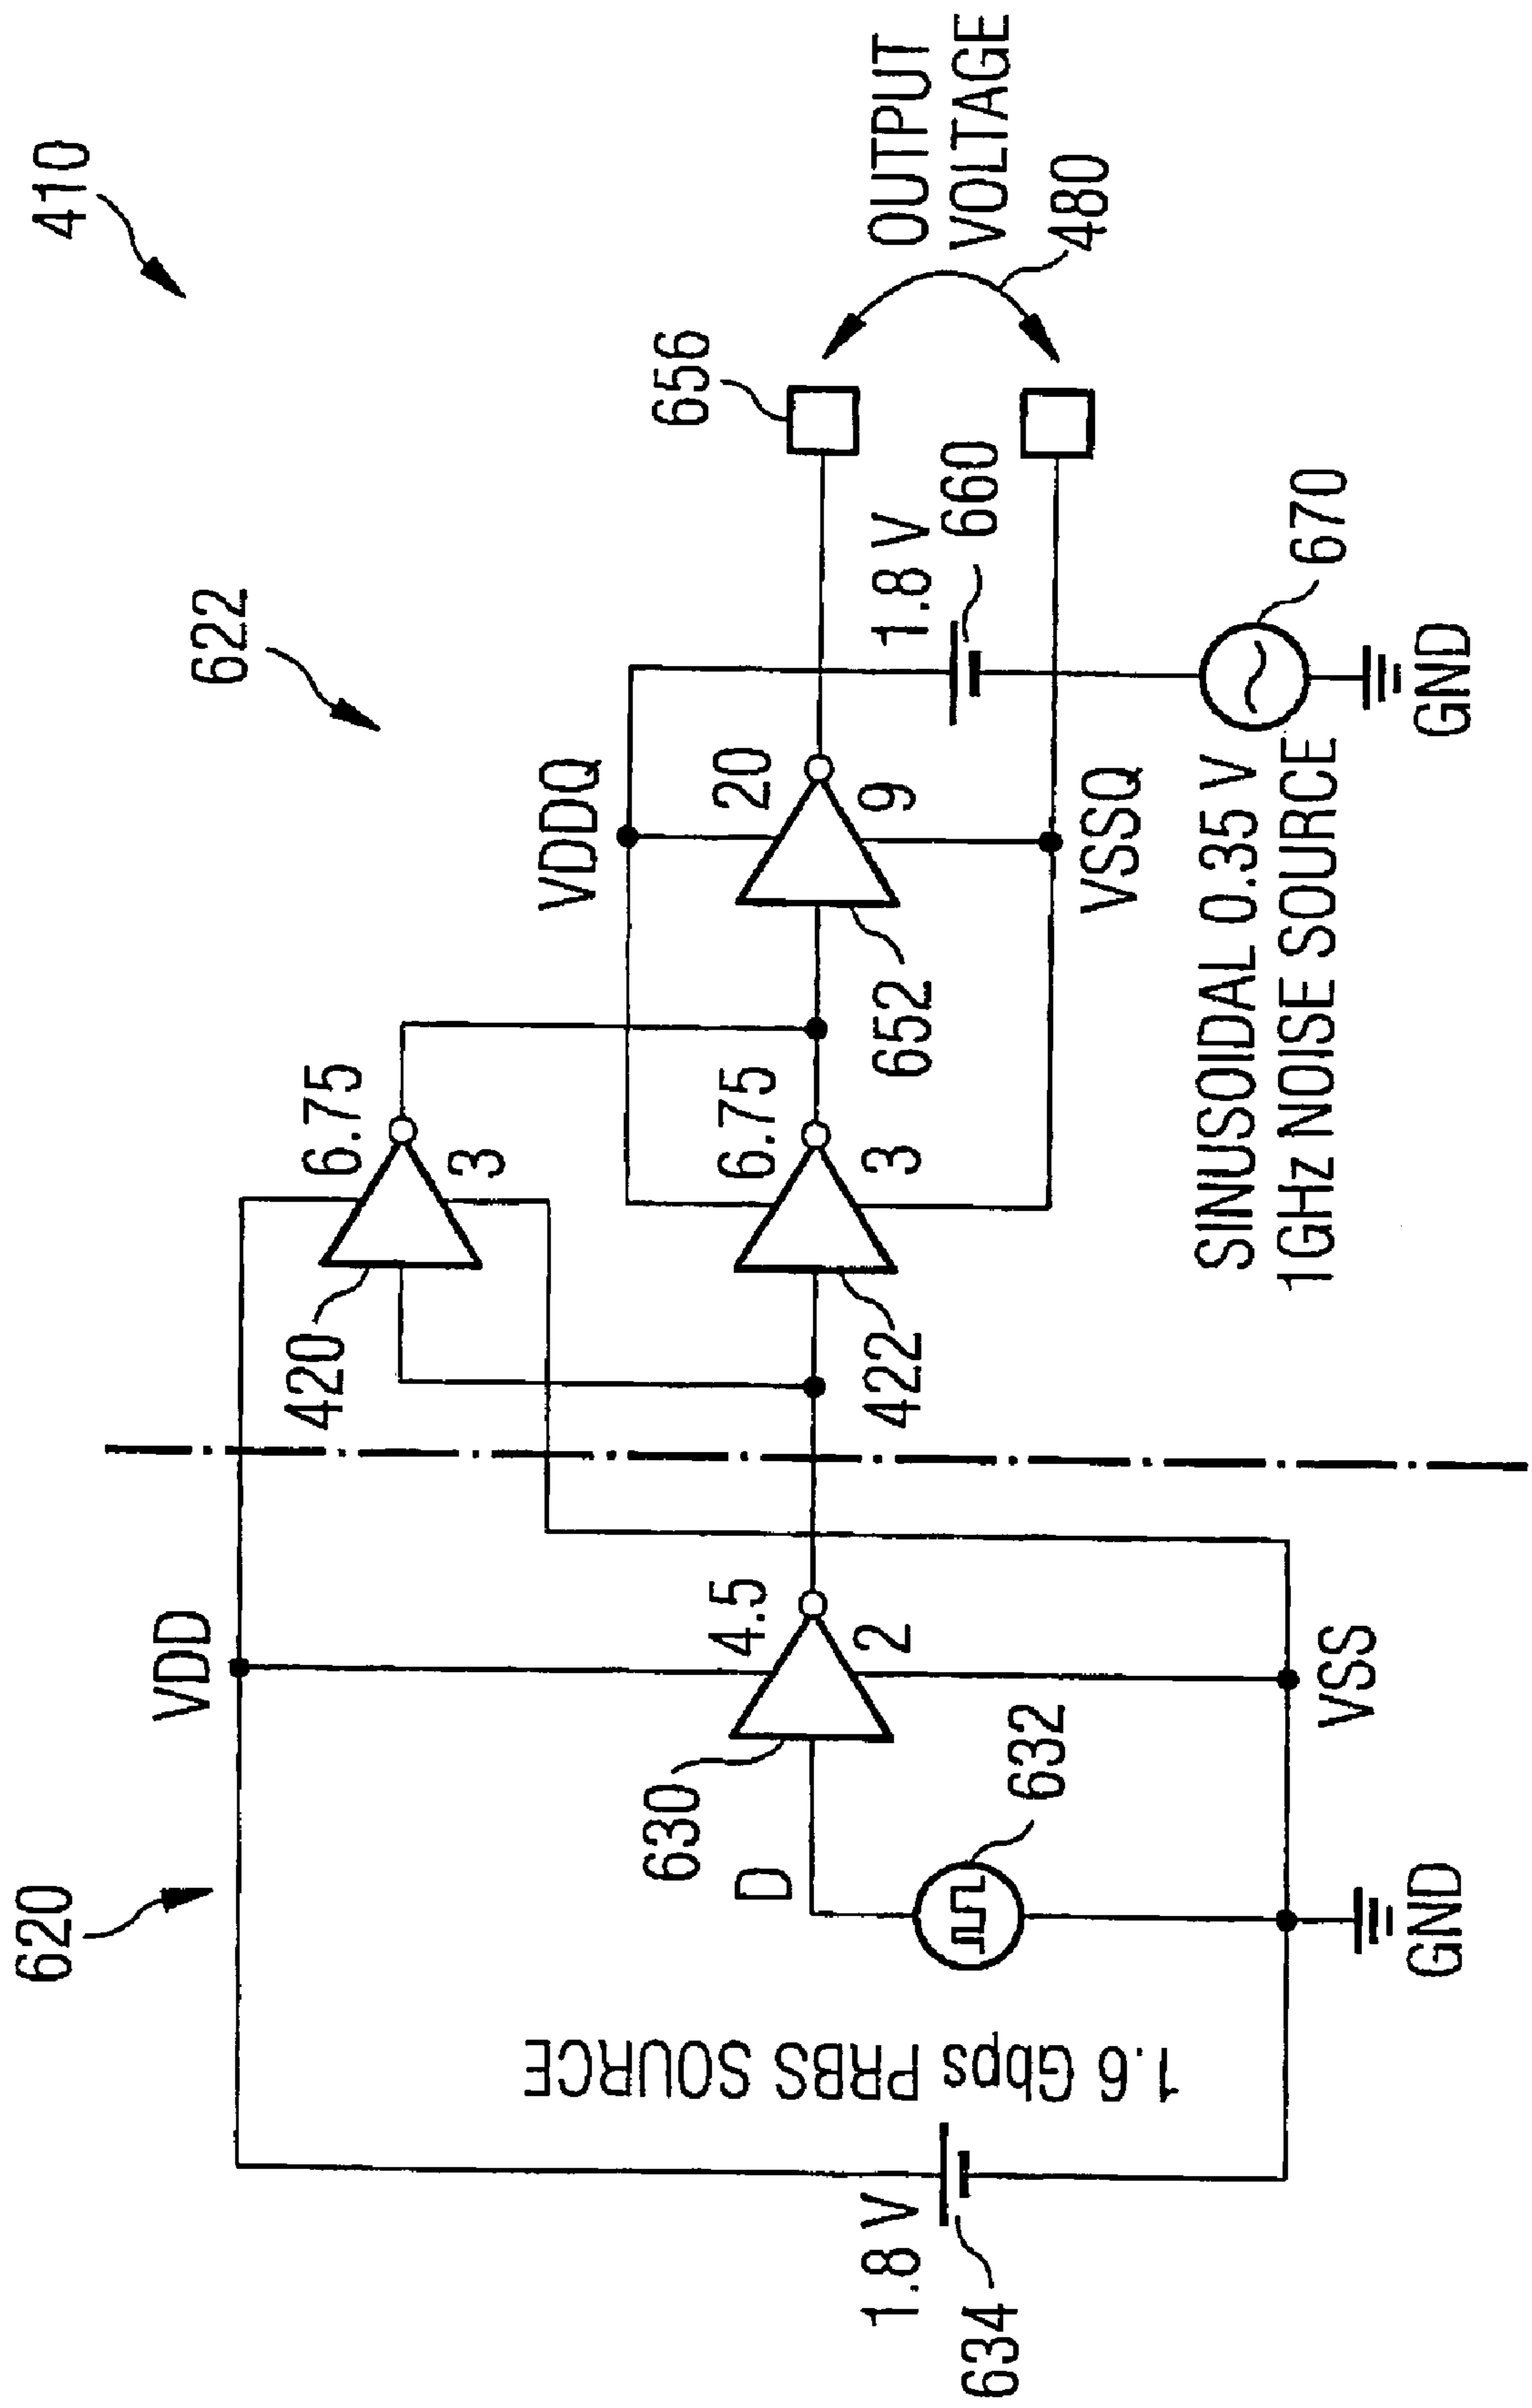 410
620
622
VDD
VDDQ
420
6.75
3
656
OUTPUT
VOLTAGE
480
630
4.5
2
D
632
422
6.75
3
652
20
9
1.8 V
660
1.8 V
634
1.6 Gbps PRBS SOURCE
VSS
VSSQ
GND
SINUSOIDAL 0.35 V
1GHz NOISE SOURCE
670
GND